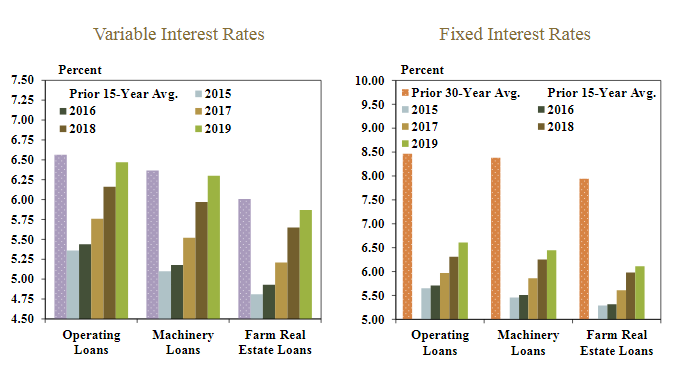 Variable Interest Rates
Percent
7.50
7.25
7.00
6.75
6.50
6.25
6.00
5.75
5.50
5.25
5.00
4.75
4.50
Prior 15-Year Avg. 2015
2016 2017
2018 2019
Operating Loans
Machinery Loans
Farm Real Estate Loans
Fixed Interest Rates
Percent
10.00
9.50
9.00
8.50
8.00
7.50
7.00
6.50
6.00
5.50
5.00
Prior 30-Year Avg. Prior 15-Year Avg.
2015 2016
2017 2018
2019
Operating Loans
Machinery Loans
Farm Real Estate Loans